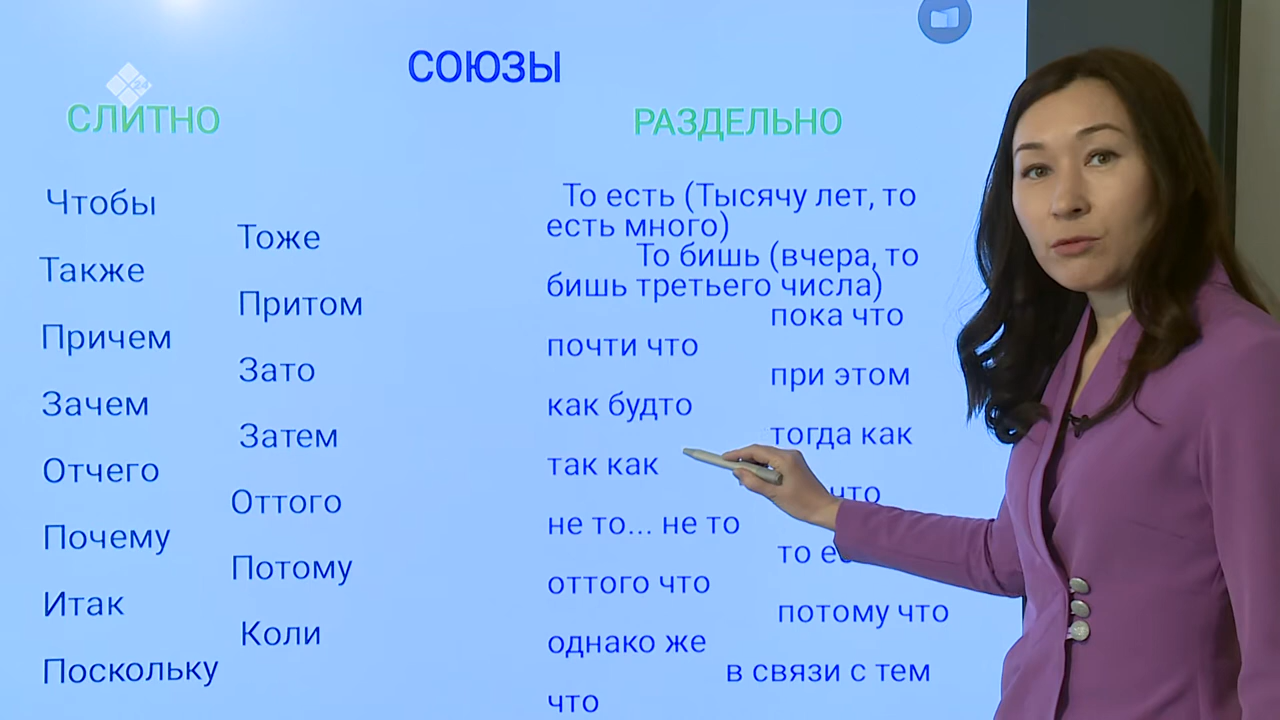 СОЮЗЫ
24
СЛИТНО
РАЗДЕЛЬНО
Чтобы
Тоже
Также
Притом
Причем
Зато
Зачем
Затем
Отчего
Оттого
Почему
Потому
Итак
Коли
Поскольку
То есть (Тысячу лет, то
есть много)
То бишь (вчера, то
бишь третьего числа)
пока что
почти что
при этом
как будто
тогда как
так как
что
не то... не то
то
оттого что
потому что
однако же
в связи с тем
что